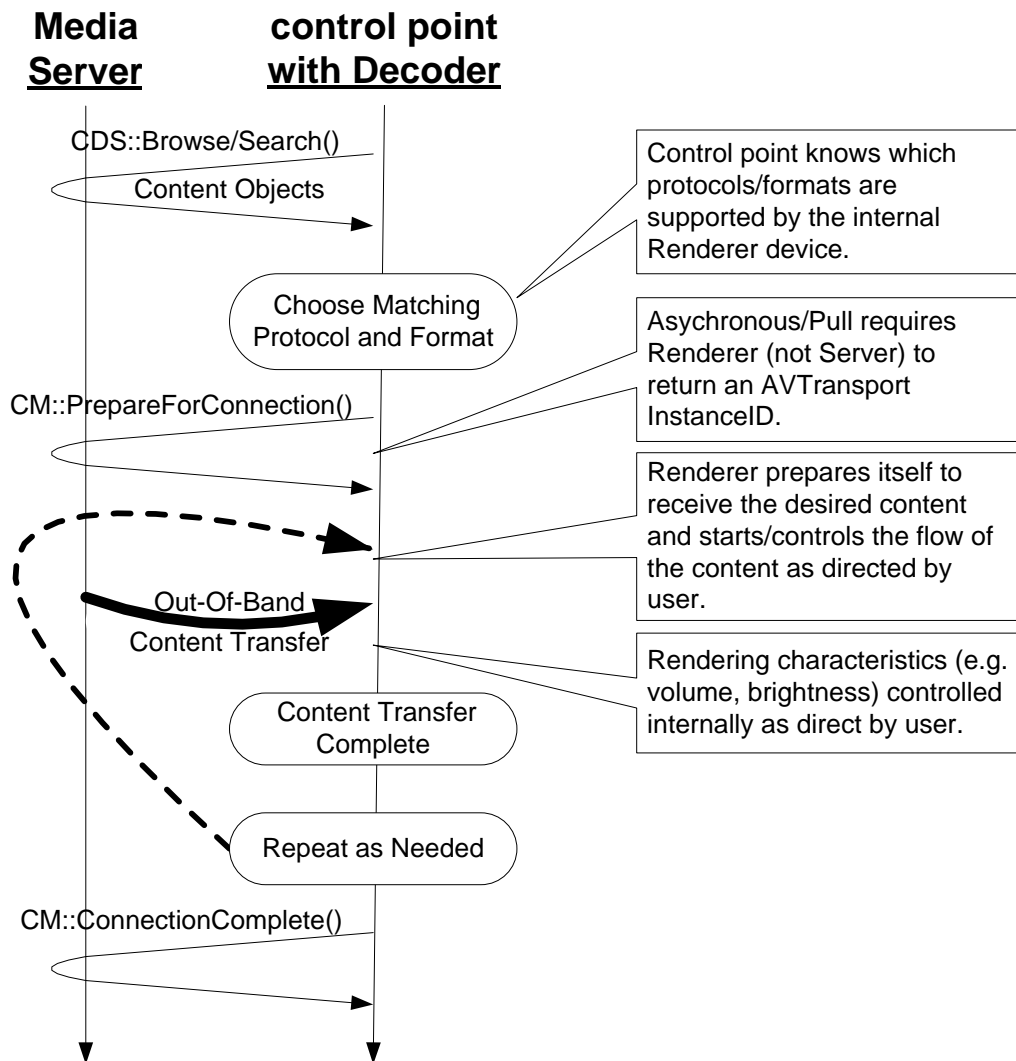 Media
Server
control point
with Decoder
CDS::Browse/Search()
Content Objects
Control point knows which
protocols/formats are
supported by the internal
Renderer device.
Choose Matching
Protocol and Format
Asychronous/Pull requires
Renderer (not Server) to
return an AVTransport
InstanceID.
CM::PrepareForConnection()
Renderer prepares itself to
receive the desired content
and starts/controls the flow of
the content as directed by
user.
Out-Of-Band
Content Transfer
Rendering characteristics (e.g.
volume, brightness) controlled
internally as direct by user.
Content Transfer
Complete
Repeat as Needed
CM::ConnectionComplete()